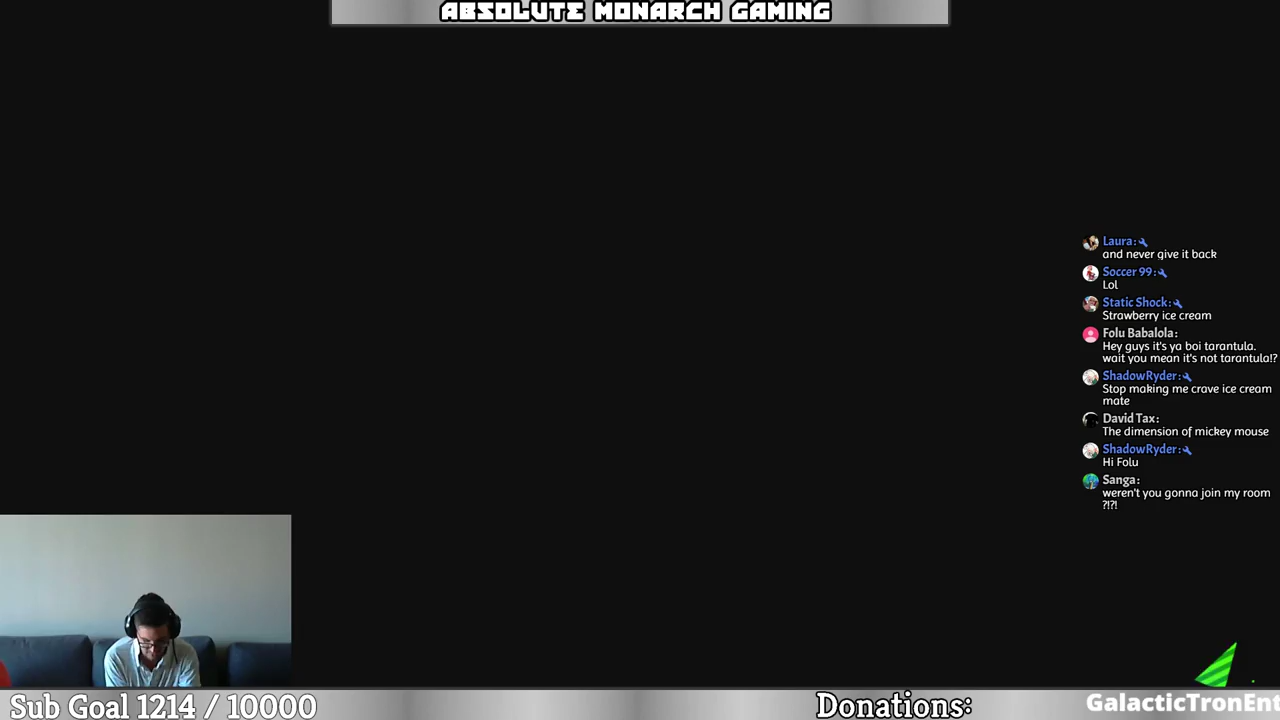 ABSOLUTE MONARCH GAMING
Laura:
and never give it back
Soccer 99:
Lol
Static Shock:
Strawberry ice cream
Folu Babalola:
Hey guys it's ya boi tarantula.
wait you mean it's not tarantula!?
ShadowRyder:
Stop making me crave ice cream
mate
David Tax:
The dimension of mickey mouse
ShadowRyder:
Hi Folu
Sanga:
weren't you gonna join my room
?!?!
Sub Goal 1214 / 10000
Donations:
GalacticTronEnt